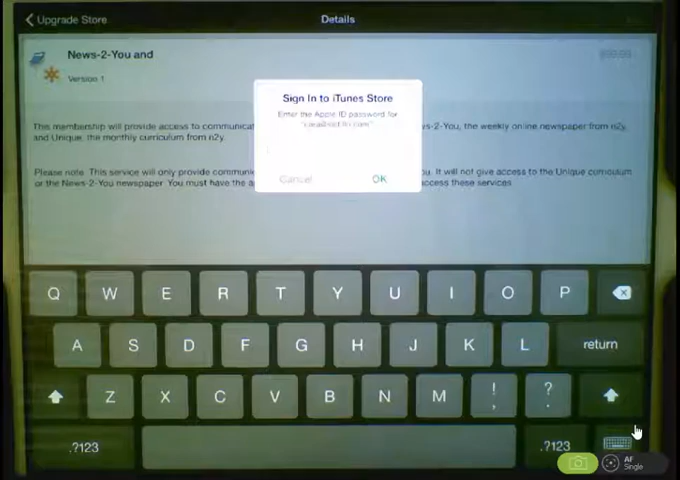 Upgrade Store
Details
News-2-You and
Version 1
Sign In to iTunes Store
Enter the Apple ID password for
This membership will provide access to communicat
ws-2-You, the weekly online newspaper from n2y,
and Unique, the monthly curriculum from n2y.
Please note: This service will only provide commun
ou. It will not give access to the Unique curriculum
or the News-2-You newspaper. You must have the a
access these services.
Cancel
OK
Q W E R T Y U I O P
A S D F G H J K L return
Z X C V B N M ! , ? .
.?123 .?123
AF
Single